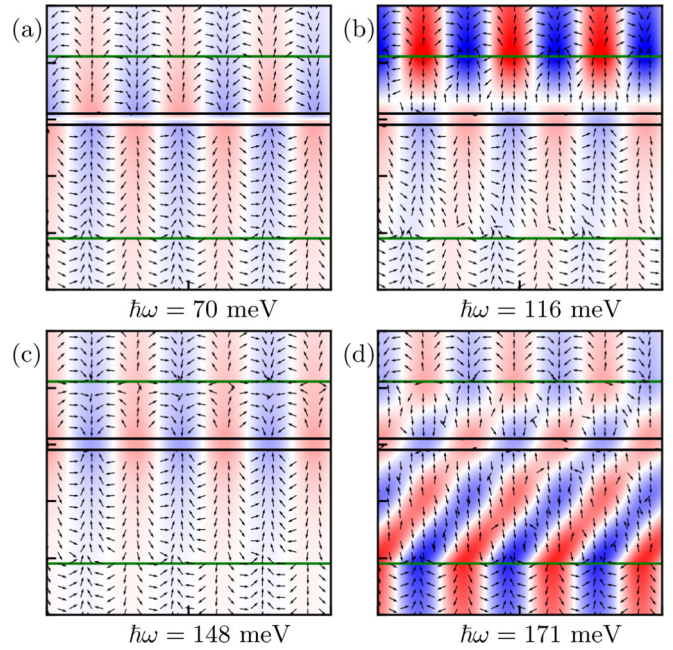 (a)
(b)
ħω = 70 meV
ħω = 116 meV
(c)
(d)
ħω = 148 meV
ħω = 171 meV